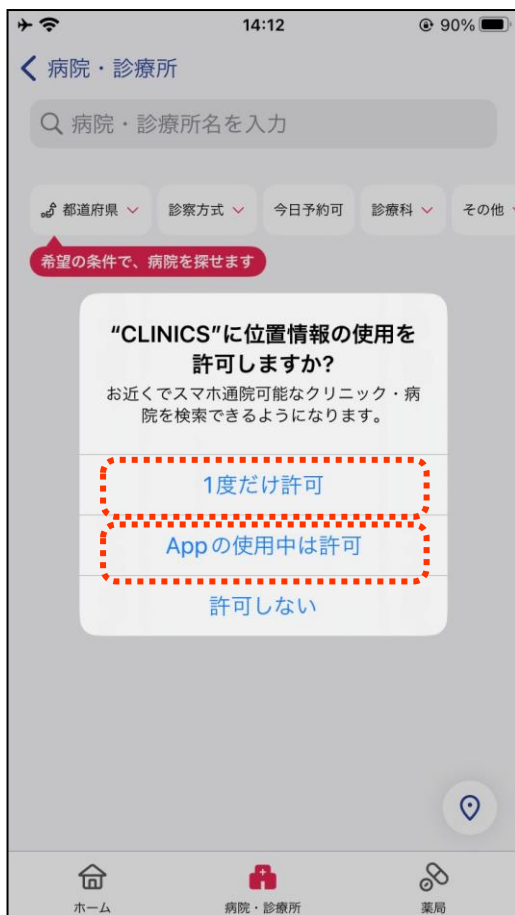 14:12
90%
病院・診療所
病院・診療所名を入力
都道府県
診察方式
今日予約可
診療科
その他
希望の条件で、病院を探せます
“CLINICS”に位置情報の使用を
許可しますか?
お近くでスマホ通院可能なクリニック・病
院を検索できるようになります。
1度だけ許可
Appの使用中は許可
許可しない
ホーム
病院・診療所
薬局